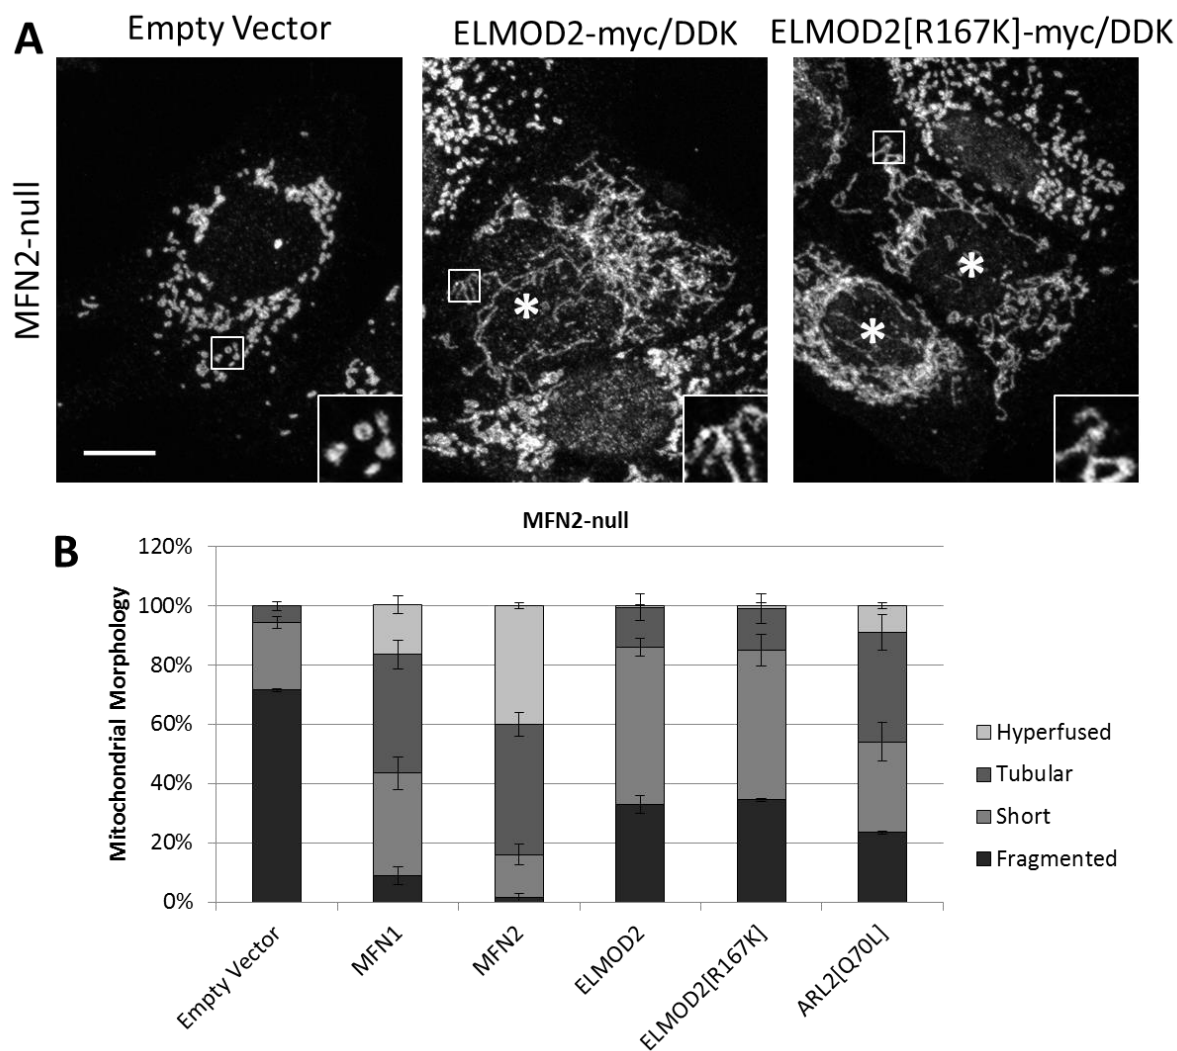 A
Empty Vector
ELMOD2-myc/DDK
ELMOD2[R167K]-myc/DDK
MFN2-null
*
*
*
B
MFN2-null
Mitochondrial Morphology
120%
100%
80%
60%
40%
20%
0%
Empty Vector
MFN1
MFN2
ELMOD2
ELMOD2[R167K]
ARL2[Q70L]
Hyperfused
Tubular
Short
Fragmented